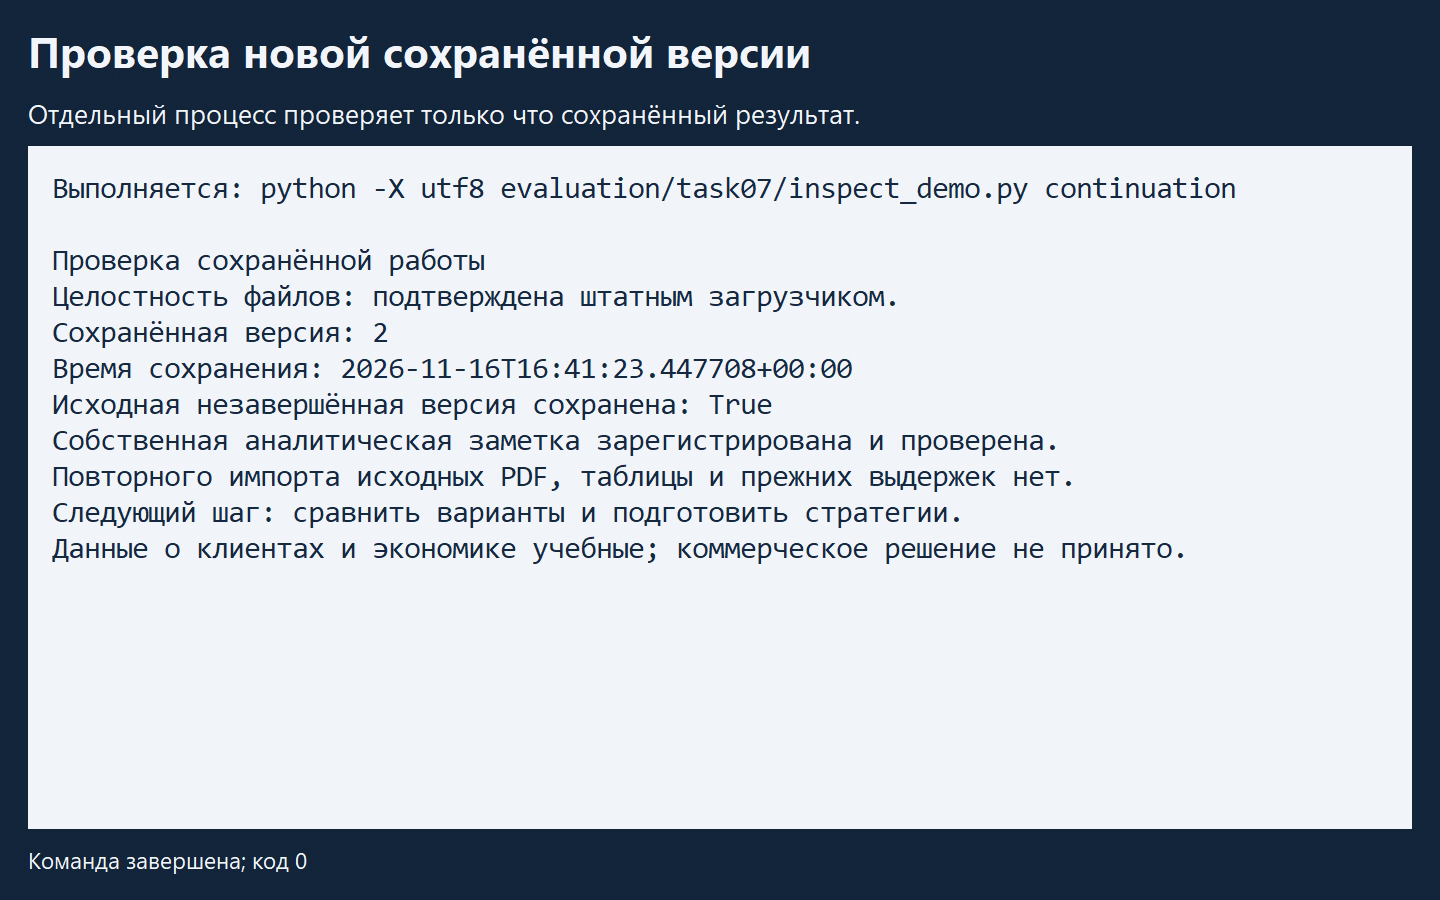 Проверка новой сохранённой версии
Отдельный процесс проверяет только что сохранённый результат.
Выполняется: python -X utf8 evaluation/task07/inspect_demo.py continuation
Проверка сохранённой работы
Целостность файлов: подтверждена штатным загрузчиком.
Сохранённая версия: 2
Время сохранения: 2026-11-16T16:41:23.447708+00:00
Исходная незавершённая версия сохранена: True
Собственная аналитическая заметка зарегистрирована и проверена.
Повторного импорта исходных PDF, таблицы и прежних выдержек нет.
Следующий шаг: сравнить варианты и подготовить стратегии.
Данные о клиентах и экономике учебные; коммерческое решение не принято.
Команда завершена; код 0